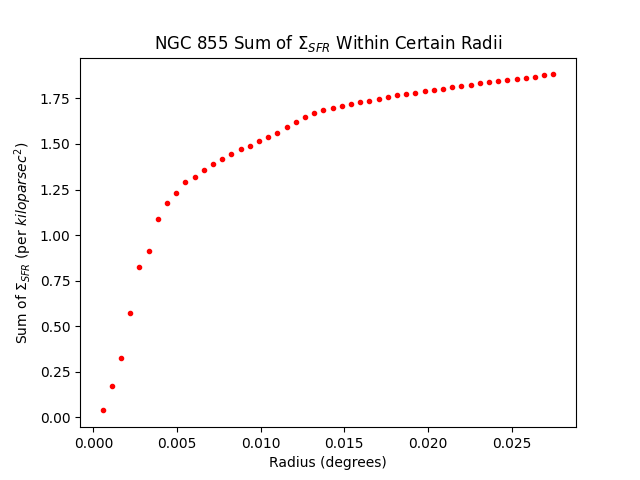 NGC 855 Sum of Σ_SFR Within Certain Radii
Sum of Σ_SFR (per kiloparsec²)
1.75
1.50
1.25
1.00
0.75
0.50
0.25
0.00
0.000 0.005 0.010 0.015 0.020 0.025
Radius (degrees)